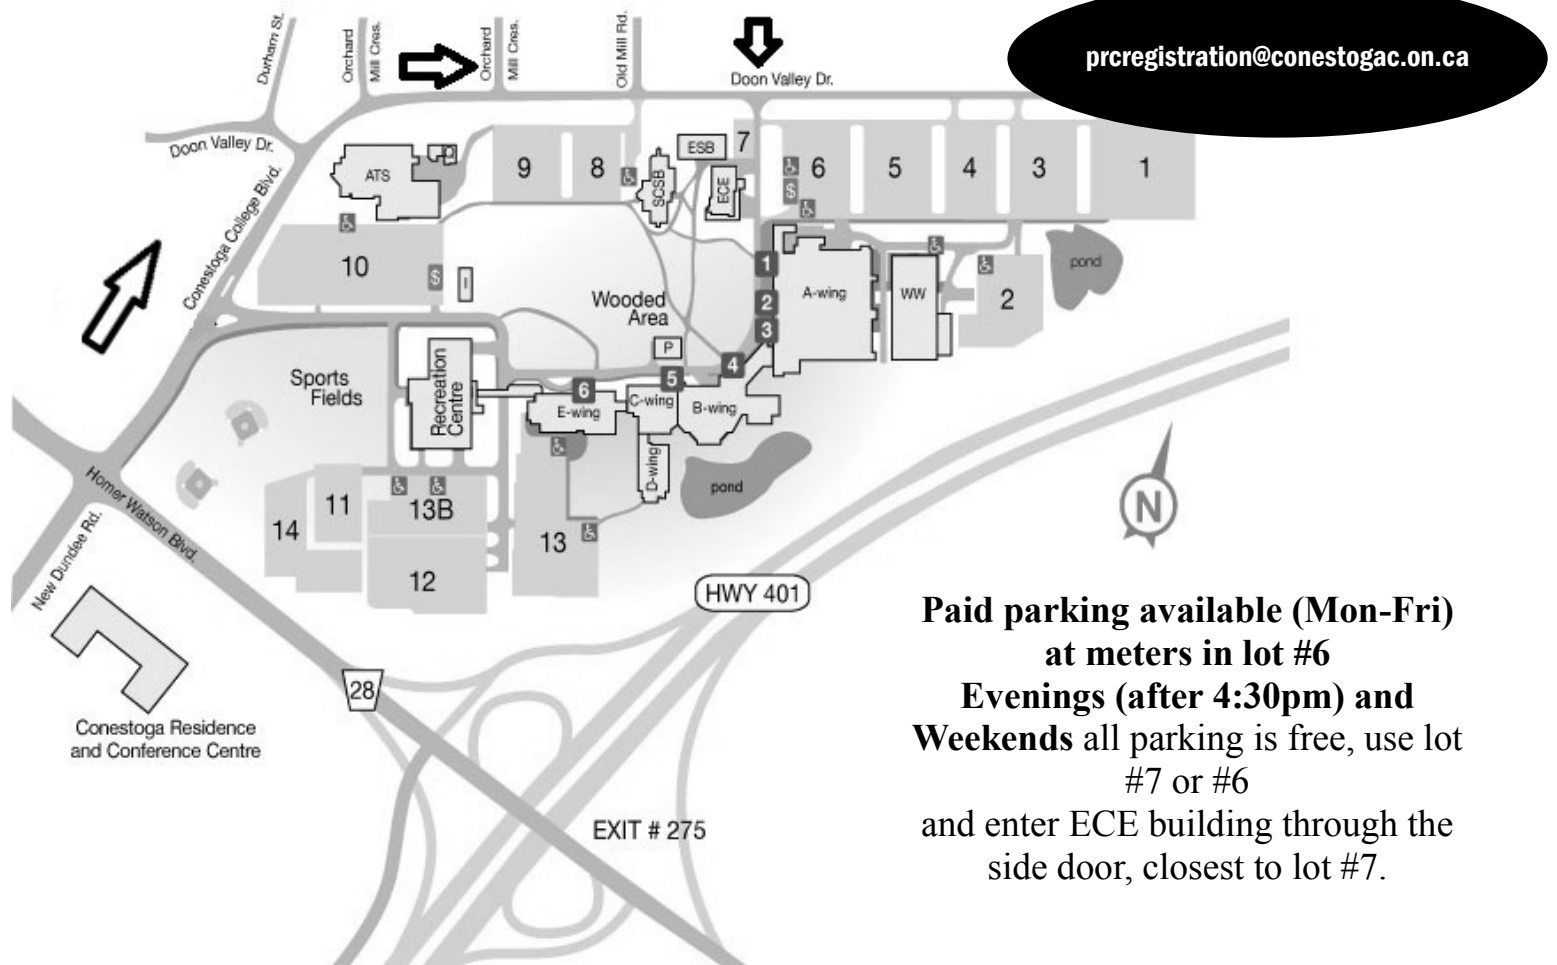 prcregistration@conestogac.on.ca
Durham St.
Orchard
Mill Cres.
Orchard
Mill Cres.
Old Mill Rd.
Doon Valley Dr.
Doon Valley Dr.
Conestoga College Blvd.
ATS
9
8
SCSB
ESB
7
ECE
6
$
5
4
3
1
10
$
I
Wooded
Area
1
2
3
A-wing
WW
2
pond
P
4
5
6
Sports
Fields
Recreation
Centre
E-wing
C-wing
B-wing
D-wing
pond
Homer Watson Blvd.
New Dundee Rd.
14
11
13B
12
13
N
HWY 401
28
Conestoga Residence
and Conference Centre
EXIT # 275
Paid parking available (Mon-Fri)
at meters in lot #6
Evenings (after 4:30pm) and
Weekends all parking is free, use lot
#7 or #6
and enter ECE building through the
side door, closest to lot #7.